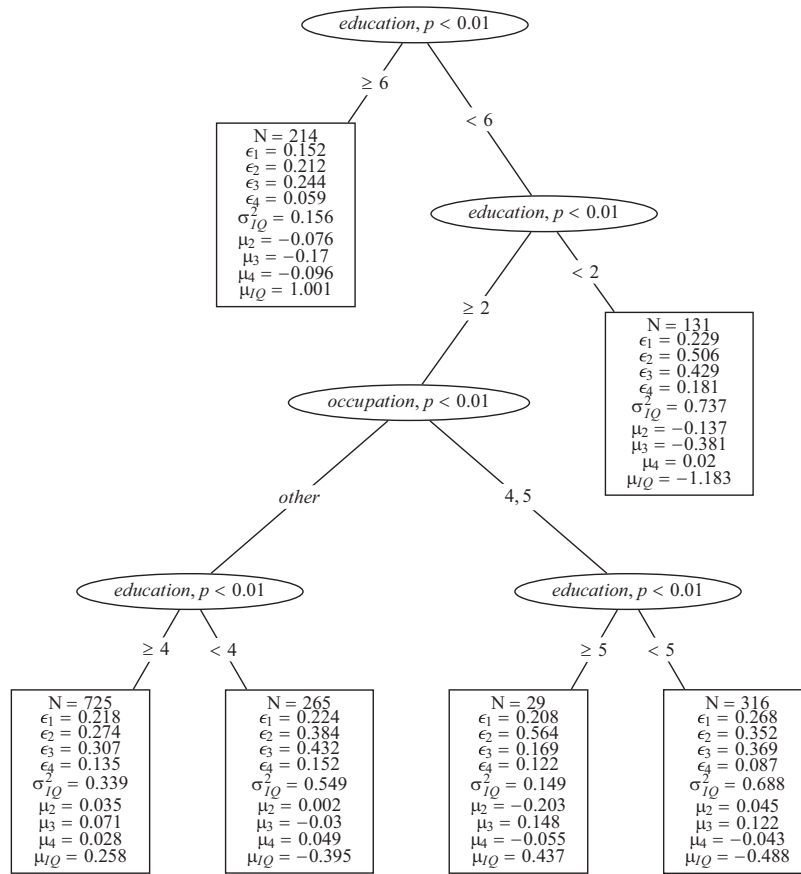 education, p < 0.01
≥ 6
< 6
N = 214
ϵ1 = 0.152
ϵ2 = 0.212
ϵ3 = 0.244
ϵ4 = 0.059
σ²IQ = 0.156
μ2 = −0.076
μ3 = −0.17
μ4 = −0.096
μIQ = 1.001
education, p < 0.01
≥ 2
< 2
N = 131
ϵ1 = 0.229
ϵ2 = 0.506
ϵ3 = 0.429
ϵ4 = 0.181
σ²IQ = 0.737
μ2 = −0.137
μ3 = −0.381
μ4 = 0.02
μIQ = −1.183
occupation, p < 0.01
other
4, 5
education, p < 0.01
≥ 4
< 4
education, p < 0.01
≥ 5
< 5
N = 725
ϵ1 = 0.218
ϵ2 = 0.274
ϵ3 = 0.307
ϵ4 = 0.135
σ²IQ = 0.339
μ2 = 0.035
μ3 = 0.071
μ4 = 0.028
μIQ = 0.258
N = 265
ϵ1 = 0.224
ϵ2 = 0.384
ϵ3 = 0.432
ϵ4 = 0.152
σ²IQ = 0.549
μ2 = 0.002
μ3 = −0.03
μ4 = 0.049
μIQ = −0.395
N = 29
ϵ1 = 0.208
ϵ2 = 0.564
ϵ3 = 0.169
ϵ4 = 0.122
σ²IQ = 0.149
μ2 = −0.203
μ3 = 0.148
μ4 = −0.055
μIQ = 0.437
N = 316
ϵ1 = 0.268
ϵ2 = 0.352
ϵ3 = 0.369
ϵ4 = 0.087
σ²IQ = 0.688
μ2 = 0.045
μ3 = 0.122
μ4 = −0.043
μIQ = −0.488